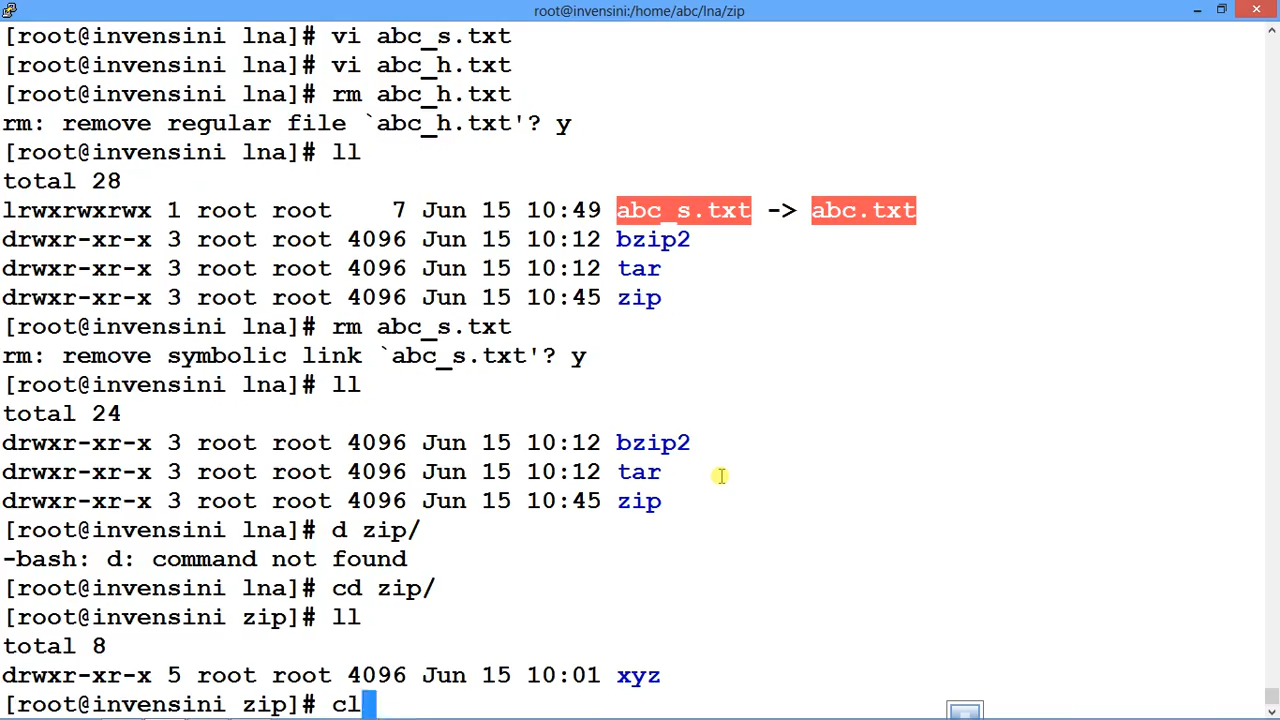 root@invensini:/home/abc/lna/zip
[root@invensini lna]# vi abc_s.txt
[root@invensini lna]# vi abc_h.txt
[root@invensini lna]# rm abc_h.txt
rm: remove regular file `abc_h.txt'? y
[root@invensini lna]# ll
total 28
lrwxrwxrwx 1 root root    7 Jun 15 10:49 abc_s.txt -> abc.txt
drwxr-xr-x 3 root root 4096 Jun 15 10:12 bzip2
drwxr-xr-x 3 root root 4096 Jun 15 10:12 tar
drwxr-xr-x 3 root root 4096 Jun 15 10:45 zip
[root@invensini lna]# rm abc_s.txt
rm: remove symbolic link `abc_s.txt'? y
[root@invensini lna]# ll
total 24
drwxr-xr-x 3 root root 4096 Jun 15 10:12 bzip2
drwxr-xr-x 3 root root 4096 Jun 15 10:12 tar
drwxr-xr-x 3 root root 4096 Jun 15 10:45 zip
[root@invensini lna]# d zip/
-bash: d: command not found
[root@invensini lna]# cd zip/
[root@invensini zip]# ll
total 8
drwxr-xr-x 5 root root 4096 Jun 15 10:01 xyz
[root@invensini zip]# cl